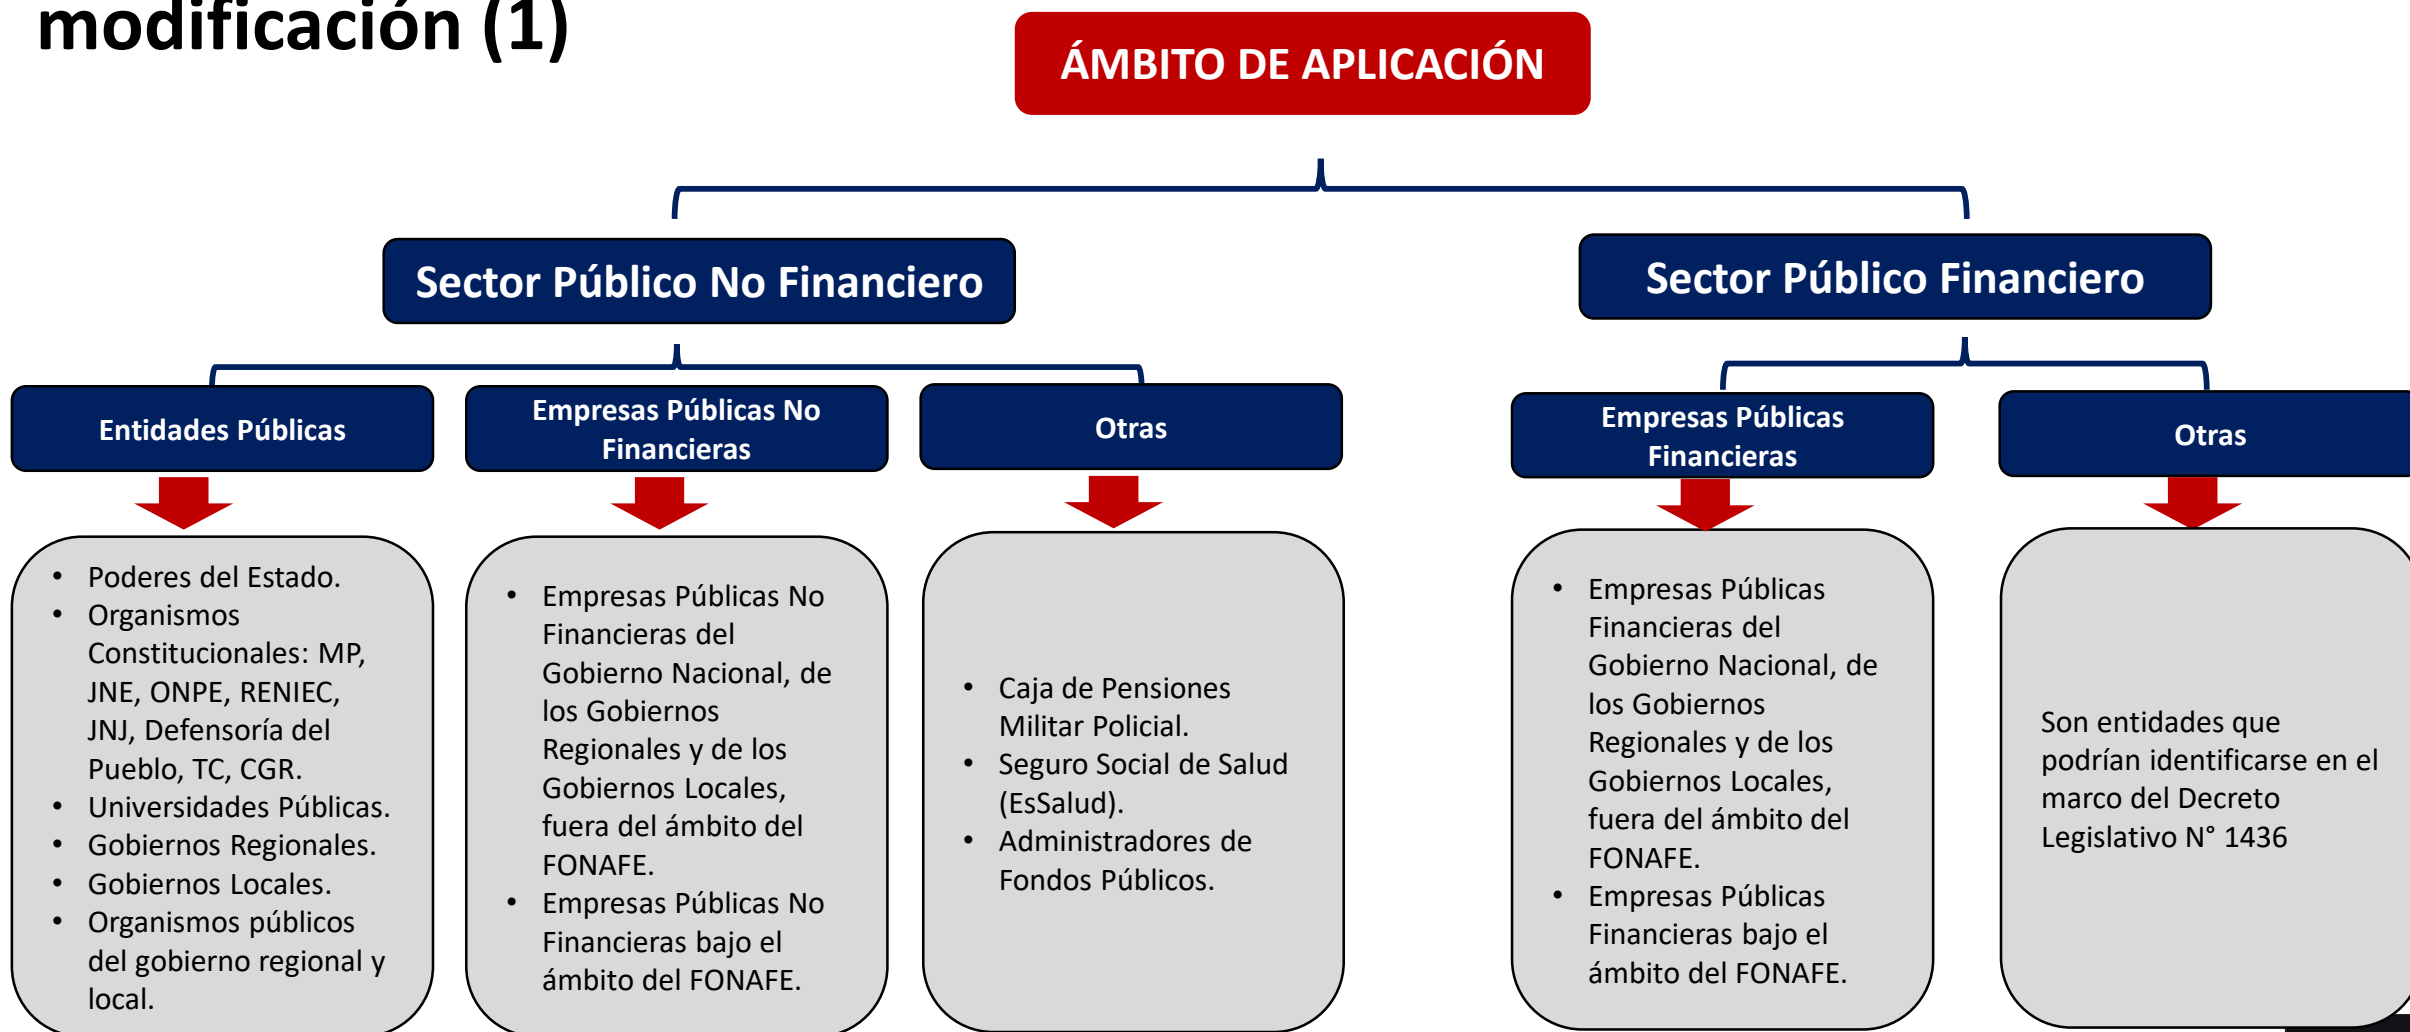 modificación (1)
ÁMBITO DE APLICACIÓN
Sector Público No Financiero
Sector Público Financiero
Entidades Públicas
Empresas Públicas No
Financieras
Otras
Empresas Públicas
Financieras
Otras
• Poderes del Estado.
• Organismos
Constitucionales: MP,
JNE, ONPE, RENIEC,
JNJ, Defensoría del
Pueblo, TC, CGR.
• Universidades Públicas.
• Gobiernos Regionales.
• Gobiernos Locales.
• Organismos públicos
del gobierno regional y
local.
• Empresas Públicas No
Financieras del
Gobierno Nacional, de
los Gobiernos
Regionales y de los
Gobiernos Locales,
fuera del ámbito del
FONAFE.
• Empresas Públicas No
Financieras bajo el
ámbito del FONAFE.
• Caja de Pensiones
Militar Policial.
• Seguro Social de Salud
(EsSalud).
• Administradores de
Fondos Públicos.
• Empresas Públicas
Financieras del
Gobierno Nacional, de
los Gobiernos
Regionales y de los
Gobiernos Locales,
fuera del ámbito del
FONAFE.
• Empresas Públicas
Financieras bajo el
ámbito del FONAFE.
Son entidades que
podrían identificarse en el
marco del Decreto
Legislativo N° 1436